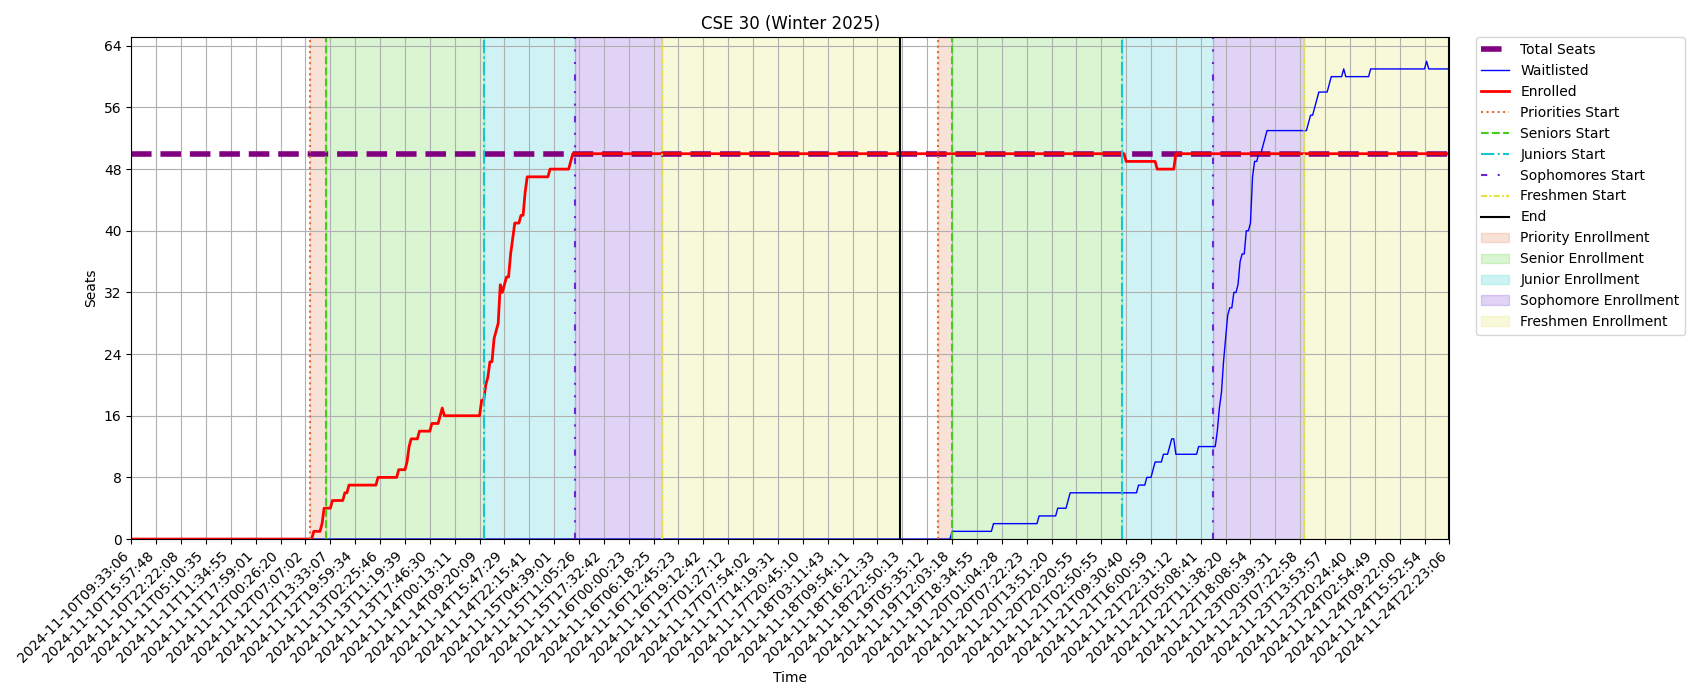 CSE 30 (Winter 2025)
64
56
48
40
32
24
16
8
0
Seats
2024-11-10T09:33:06
2024-11-10T15:57:48
2024-11-10T22:22:08
2024-11-11T05:10:35
2024-11-11T11:34:55
2024-11-11T17:59:01
2024-11-12T00:26:20
2024-11-12T07:07:02
2024-11-12T13:33:07
2024-11-12T19:59:34
2024-11-13T02:25:46
2024-11-13T11:19:39
2024-11-13T17:46:30
2024-11-14T00:13:11
2024-11-14T09:20:09
2024-11-14T15:47:29
2024-11-14T22:15:41
2024-11-15T04:39:01
2024-11-15T11:05:26
2024-11-15T17:32:42
2024-11-16T00:00:23
2024-11-16T06:18:25
2024-11-16T12:45:23
2024-11-16T19:12:42
2024-11-17T01:27:12
2024-11-17T07:54:02
2024-11-17T14:19:31
2024-11-17T20:45:10
2024-11-18T03:11:43
2024-11-18T09:54:11
2024-11-18T16:21:33
2024-11-18T22:50:13
2024-11-19T05:35:12
2024-11-19T12:03:18
2024-11-19T18:34:55
2024-11-20T01:04:28
2024-11-20T07:22:23
2024-11-20T13:51:20
2024-11-20T20:20:55
2024-11-21T02:50:55
2024-11-21T09:30:40
2024-11-21T16:00:59
2024-11-21T22:31:12
2024-11-22T05:08:41
2024-11-22T11:38:20
2024-11-22T18:08:54
2024-11-23T00:39:31
2024-11-23T07:22:58
2024-11-23T13:53:57
2024-11-23T20:24:40
2024-11-24T02:54:49
2024-11-24T09:22:00
2024-11-24T15:52:54
2024-11-24T22:23:06
Time
Total Seats
Waitlisted
Enrolled
Priorities Start
Seniors Start
Juniors Start
Sophomores Start
Freshmen Start
End
Priority Enrollment
Senior Enrollment
Junior Enrollment
Sophomore Enrollment
Freshmen Enrollment